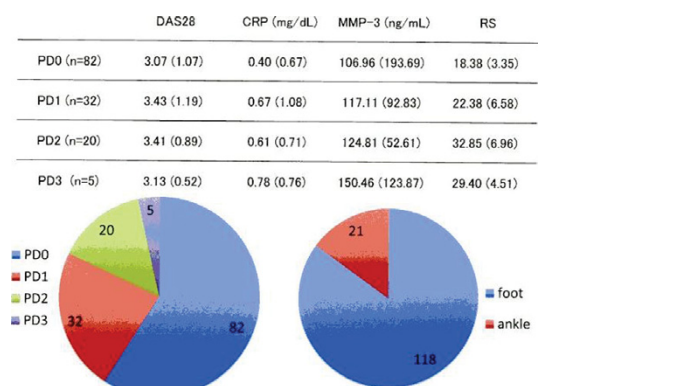 DAS28 CRP (mg/dL) MMP-3 (ng/mL) RS
PD0 (n=82) 3.07 (1.07) 0.40 (0.67) 106.96 (193.69) 18.38 (3.35)
PD1 (n=32) 3.43 (1.19) 0.67 (1.08) 117.11 (92.83) 22.38 (6.58)
PD2 (n=20) 3.41 (0.89) 0.61 (0.71) 124.81 (52.61) 32.85 (6.96)
PD3 (n=5) 3.13 (0.52) 0.78 (0.76) 150.46 (123.87) 29.40 (4.51)
PD0
PD1
PD2
PD3
5
20
32
82
21
118
foot
ankle